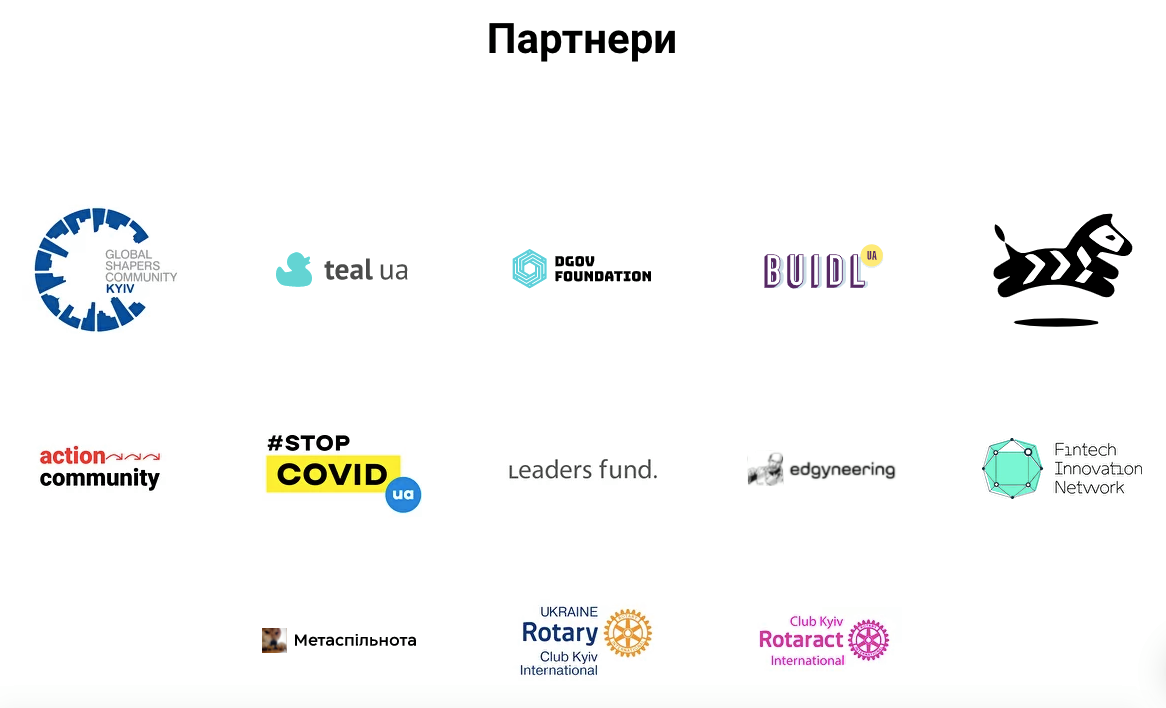 Партнери
GLOBAL
SHAPERS
COMMUNITY
KYIV
teal ua
DGOV
FOUNDATION
BUIDL
UA
action
community
#STOP
COVID
ua
Leaders fund.
edgyneering
Fintech
Innovation
Network
Метаспільнота
UKRAINE
Rotary
Club Kyiv
International
Club Kyiv
Rotaract
International